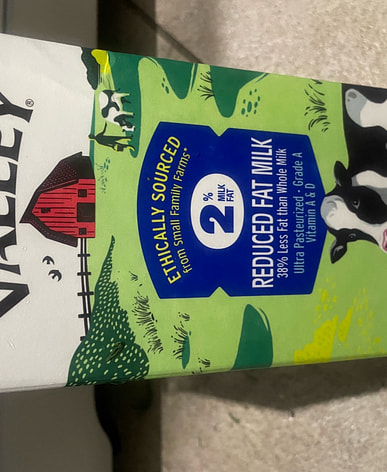 VALLEY®
ETHICALLY SOURCED
from Small Family Farms*
2%
MILK
FAT
REDUCED FAT MILK
38% Less Fat than Whole Milk
Ultra Pasteurized · Grade A
Vitamin A & D